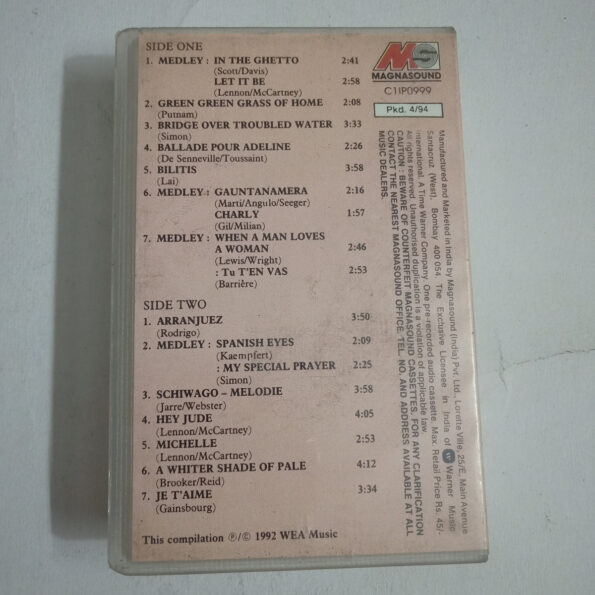 SIDE ONE
1. MEDLEY : IN THE GHETTO 2:41
(Scott/Davis)
LET IT BE 2:58
(Lennon/McCartney)
2. GREEN GREEN GRASS OF HOME 2:08
(Putnam)
3. BRIDGE OVER TROUBLED WATER 3:33
(Simon)
4. BALLADE POUR ADELINE 2:26
(De Senneville/Toussaint)
5. BILITIS 3:58
(Lai)
6. MEDLEY : GAUNTANAMERA 2:16
(Marti/Angulo/Seeger)
CHARLY 1:57
(Gil/Milian)
7. MEDLEY : WHEN A MAN LOVES
A WOMAN 2:46
(Lewis/Wright)
: Tu T'EN VAS 2:53
(Barrière)
SIDE TWO
1. ARRANJUEZ 3:50
(Rodrigo)
2. MEDLEY : SPANISH EYES 2:09
(Kaempfert)
: MY SPECIAL PRAYER 2:25
(Simon)
3. SCHIWAGO – MELODIE 3:58
(Jarre/Webster)
4. HEY JUDE 4:05
(Lennon/McCartney)
5. MICHELLE 2:53
(Lennon/McCartney)
6. A WHITER SHADE OF PALE 4:12
(Brooker/Reid)
7. JE T'AIME 3:34
(Gainsbourg)
This compilation ℗/© 1992 WEA Music
MS
MAGNASOUND
C11P0999
Pkd. 4/94
Manufactured and Marketed in India by Magnasound (India) Pvt. Ltd., Lorette Ville, 25/E, Main Avenue
Santacruz (West), Bombay 400 054. The Exclusive Licensee in India of Warner Music
International. A Time Warner Company. One pre-recorded audio cassette. Max. Retail Price Rs. 45/-
All rights reserved. Unauthorised duplication is a violation of applicable law.
CAUTION : BEWARE OF COUNTERFEIT MAGNASOUND CASSETTES. FOR ANY CLARIFICATION
CONTACT THE NEAREST MAGNASOUND OFFICE. TEL. NO. AND ADDRESS AVAILABLE AT ALL
MUSIC DEALERS.